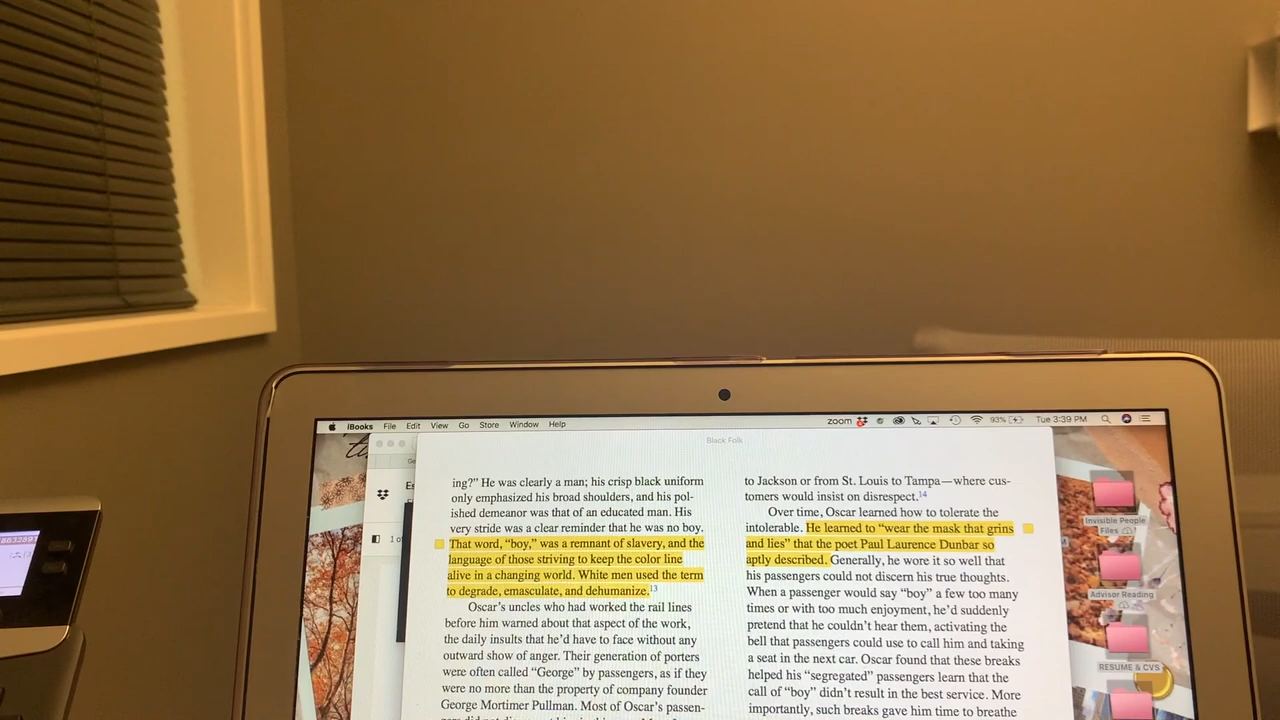 iBooks File Edit View Go Store Window Help
zoom 93% Tue 3:39 PM
Black Folk
ing?” He was clearly a man; his crisp black uniform
only emphasized his broad shoulders, and his pol-
ished demeanor was that of an educated man. His
very stride was a clear reminder that he was no boy.
That word, “boy,” was a remnant of slavery, and the
language of those striving to keep the color line
alive in a changing world. White men used the term
to degrade, emasculate, and dehumanize.13
Oscar’s uncles who had worked the rail lines
before him warned about that aspect of the work,
the daily insults that he’d have to face without any
outward show of anger. Their generation of porters
were often called “George” by passengers, as if they
were no more than the property of company founder
George Mortimer Pullman. Most of Oscar’s passen-
to Jackson or from St. Louis to Tampa—where cus-
tomers would insist on disrespect.14
Over time, Oscar learned how to tolerate the
intolerable. He learned to “wear the mask that grins
and lies” that the poet Paul Laurence Dunbar so
aptly described. Generally, he wore it so well that
his passengers could not discern his true thoughts.
When a passenger would say “boy” a few too many
times or with too much enjoyment, he’d suddenly
pretend that he couldn’t hear them, activating the
bell that passengers could use to call him and taking
a seat in the next car. Oscar found that these breaks
helped his “segregated” passengers learn that the
call of “boy” didn’t result in the best service. More
importantly, such breaks gave him time to breathe
Invisible People
Files
Advisor Reading
RESUME & CVS